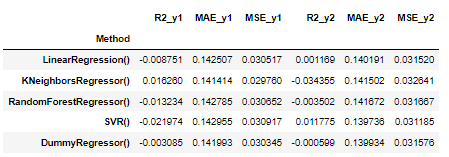 R2_y1 MAE_y1 MSE_y1 R2_y2 MAE_y2 MSE_y2
Method
LinearRegression() -0.008751 0.142507 0.030517 0.001169 0.140191 0.031520
KNeighborsRegressor() 0.016260 0.141414 0.029760 -0.034355 0.141502 0.032641
RandomForestRegressor() -0.013234 0.142785 0.030652 -0.003502 0.141672 0.031667
SVR() -0.021974 0.142955 0.030917 0.011775 0.139736 0.031185
DummyRegressor() -0.003085 0.141993 0.030345 -0.000599 0.139934 0.031576